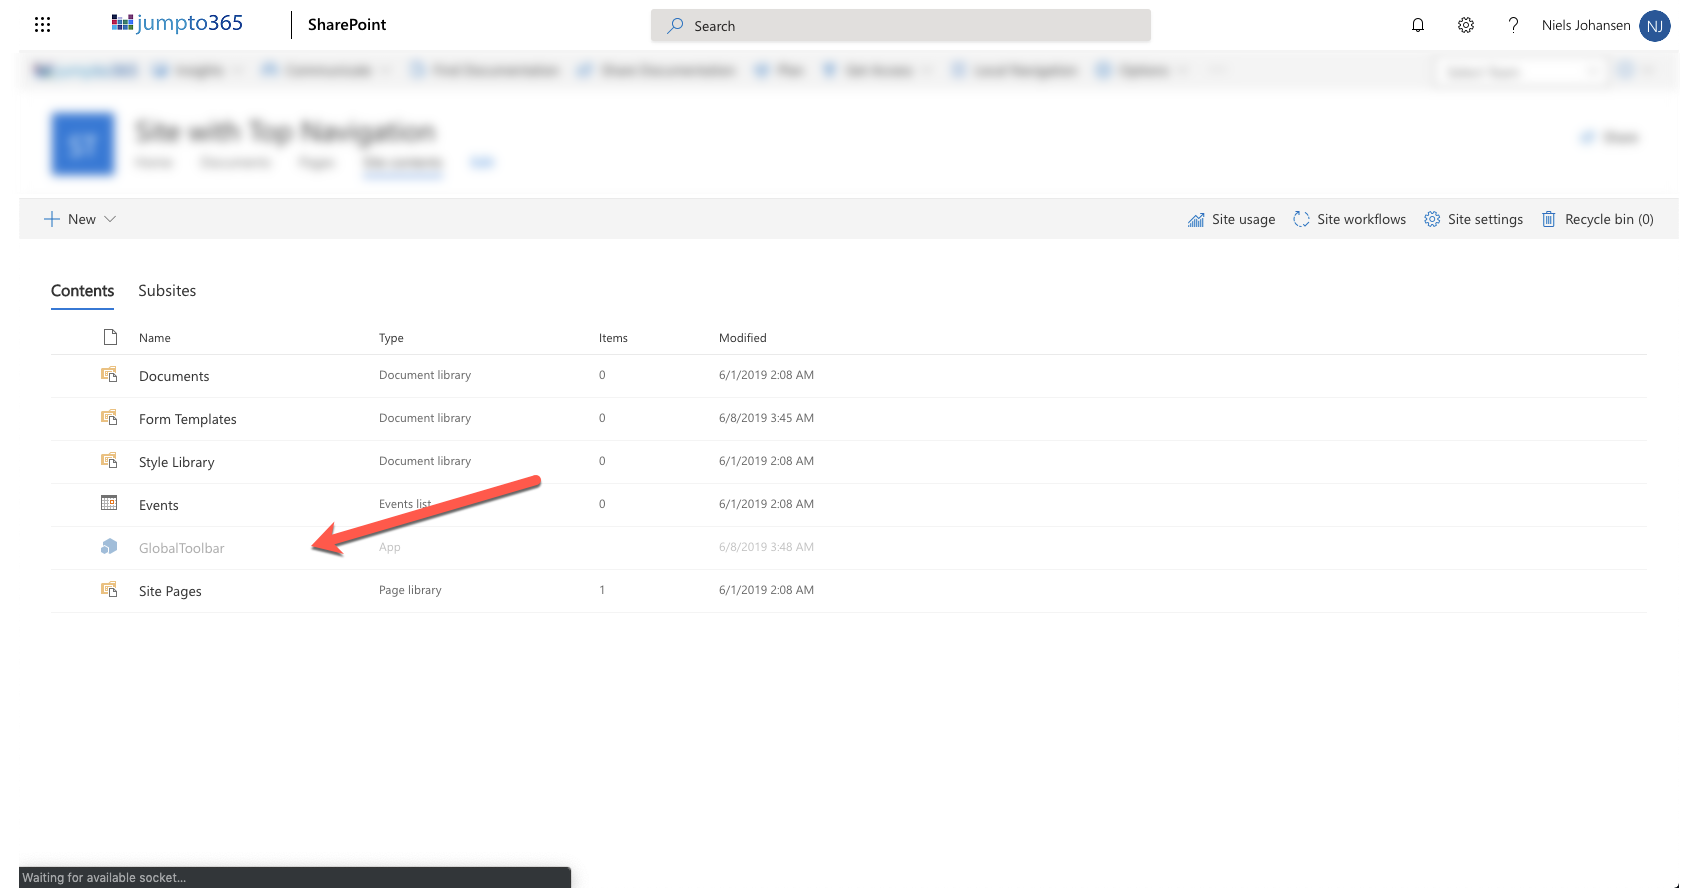 jumpto365
SharePoint
Search
Niels Johansen
NJ
Site with Top Navigation
New
Site usage
Site workflows
Site settings
Recycle bin (0)
Contents
Subsites
Name Type Items Modified
Documents Document library 0 6/1/2019 2:08 AM
Form Templates Document library 0 6/8/2019 3:45 AM
Style Library Document library 0 6/1/2019 2:08 AM
Events Events list 0 6/1/2019 2:08 AM
GlobalToolbar App 6/8/2019 3:48 AM
Site Pages Page library 1 6/1/2019 2:08 AM
Waiting for available socket...